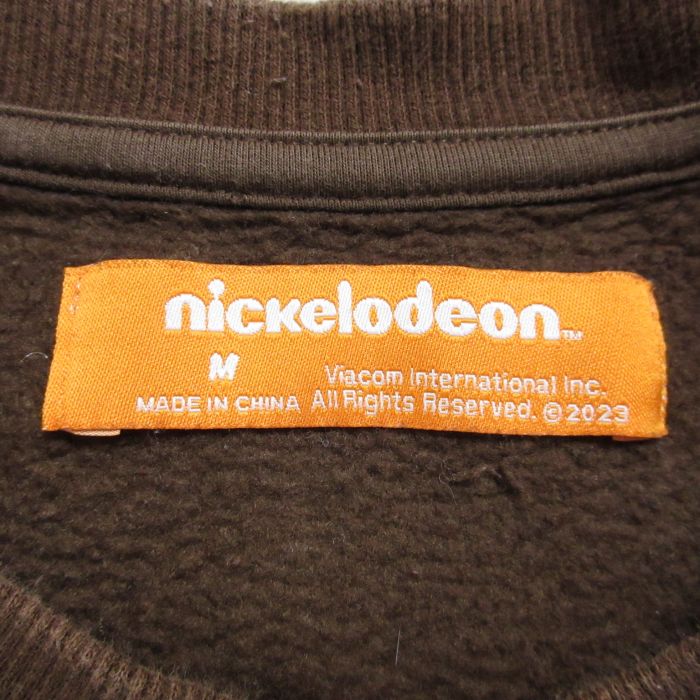 nickelodeon™
M
Viacom International Inc.
MADE IN CHINA All Rights Reserved. ©2023